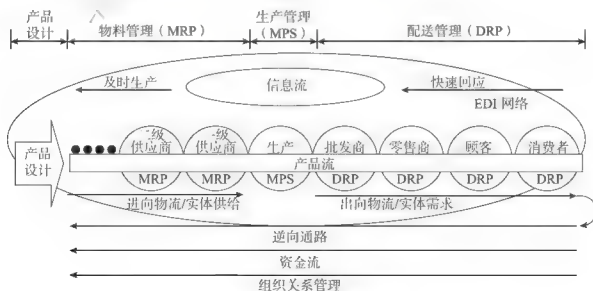 产品
设计
物料管理（MRP）
生产管理
（MPS）
配送管理（DRP）
及时生产
信息流
快速回应
EDI 网络
产品
设计
二级
供应商
一级
供应商
生产
批发商
零售商
顾客
消费者
产品流
MRP
MRP
MPS
DRP
DRP
DRP
DRP
进向物流/实体供给
出向物流/实体需求
逆向通路
资金流
组织关系管理